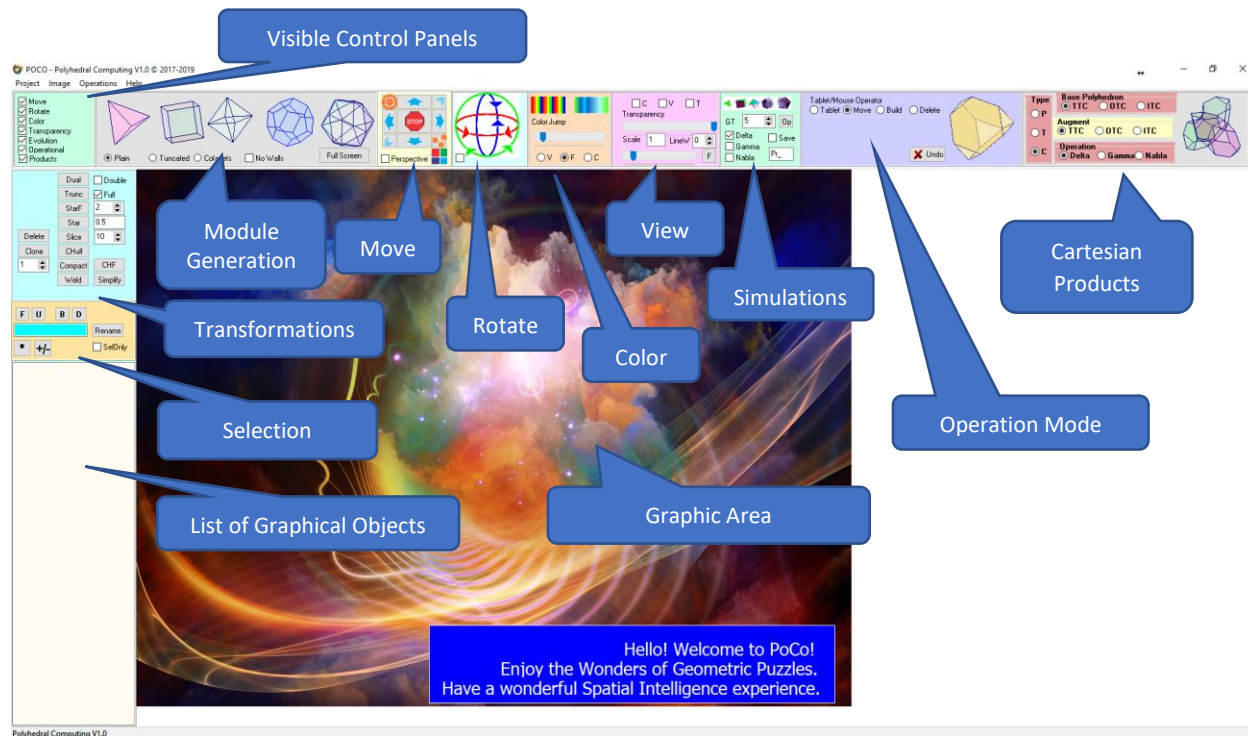 Visible Control Panels
POCO - Polyhedral Computing V1.0 © 2017-2019
Project Image Operations Help
Move
Rotate
Color
Transparency
Evolution
Operational
Products
Plain
Tuncated
No Walls
Full Screen
STOP
Perspective
Color Jump
V F C
C V T
Transparency
Scale 1 LineW 0
F
GT 5 Op
Delta Save
Gamma
Nabla Pr_
Tablet/Mouse Operator
Tablet Move Build Delete
Undo
Type
P
T
C
Base Polyhedron
TTC OTC ITC
Augment
TTC OTC ITC
Operation
Delta Gamma Nabla
Dual Double
Trunc Full
StarF 2
Star 0.5
Delete Slice 10
Clone CHull
1 Compact CHF
Weld Simplify
F U B D
Rename
* +/- SelOnly
Module
Generation
Move
Rotate
Color
View
Simulations
Cartesian
Products
Transformations
Selection
Operation Mode
List of Graphical Objects
Graphic Area
Hello! Welcome to PoCo!
Enjoy the Wonders of Geometric Puzzles.
Have a wonderful Spatial Intelligence experience.
Polyhedral Computing V1.0